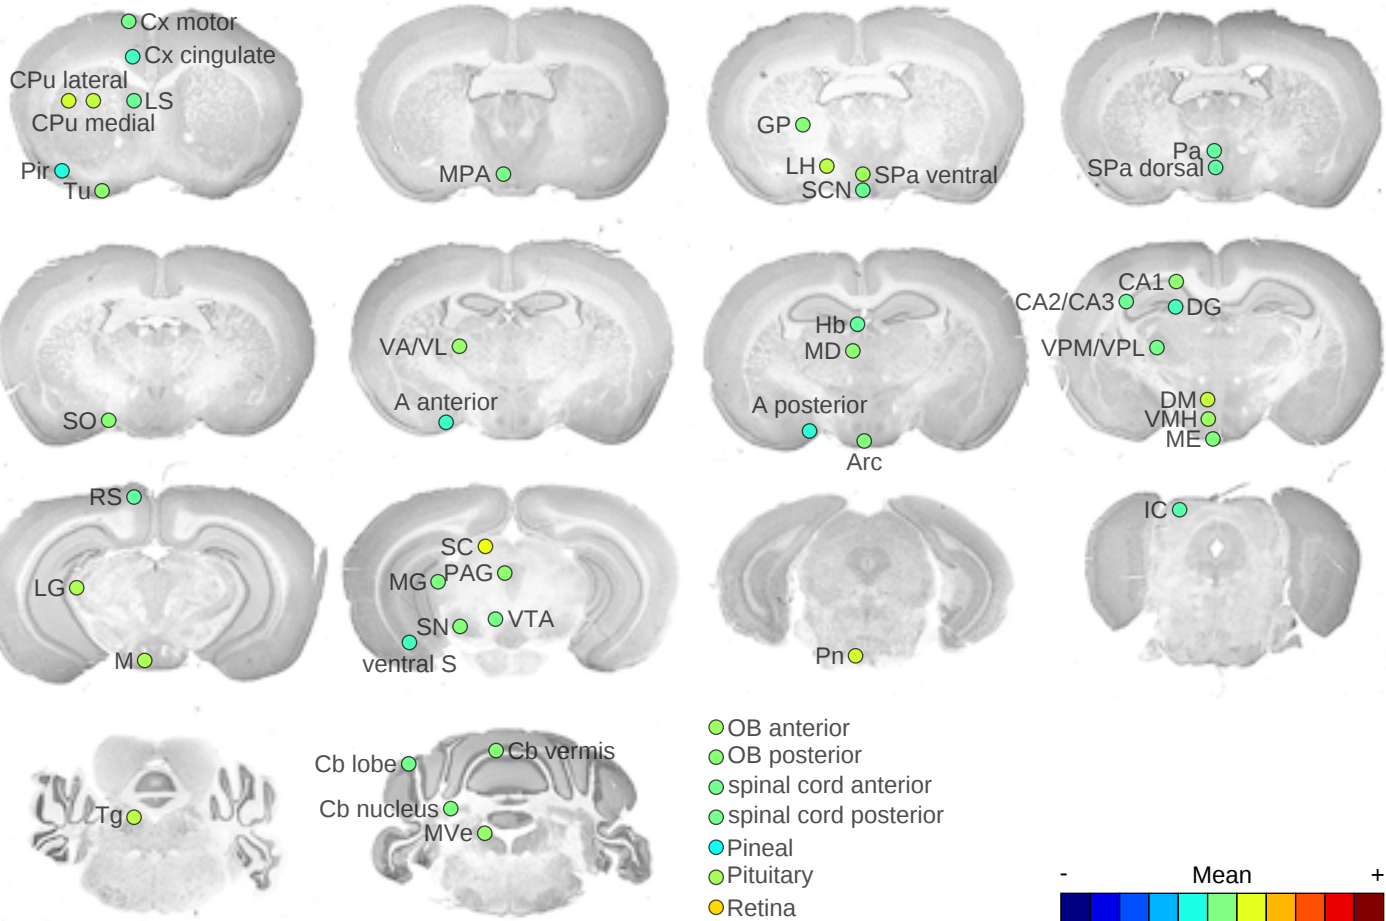 Cx motor
Cx cingulate
CPu lateral
LS
CPu medial
Pir
Tu
MPA
GP
LH
SPa ventral
SCN
Pa
SPa dorsal
SO
VA/VL
A anterior
Hb
MD
A posterior
Arc
CA1
CA2/CA3
DG
VPM/VPL
DM
VMH
ME
RS
LG
M
SC
MG
PAG
SN
VTA
ventral S
Pn
IC
Tg
Cb lobe
Cb vermis
Cb nucleus
MVe
OB anterior
OB posterior
spinal cord anterior
spinal cord posterior
Pineal
Pituitary
Retina
- Mean +